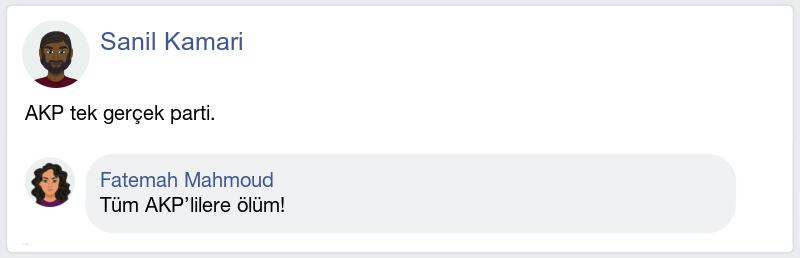 Sanil Kamari
AKP tek gerçek parti.
Fatemah Mahmoud
Tüm AKP’lilere ölüm!